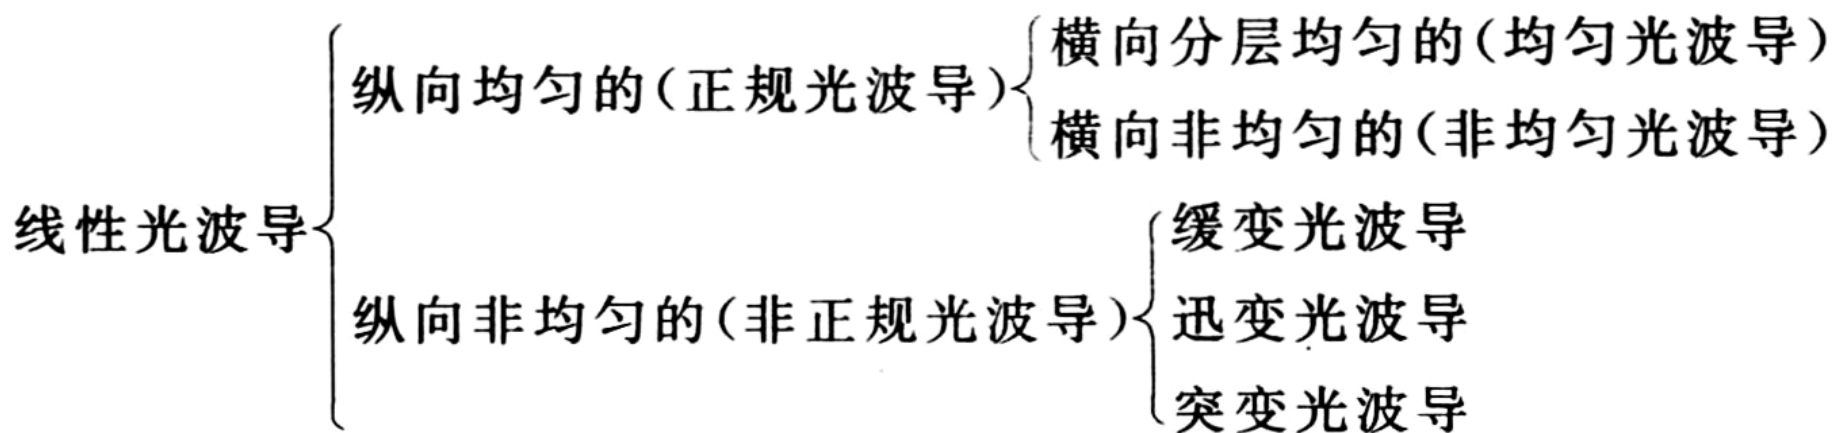 横向分层均匀的(均匀光波导)
纵向均匀的(正规光波导)
横向非均匀的(非均匀光波导)
线性光波导
缓变光波导
纵向非均匀的(非正规光波导)
迅变光波导
突变光波导